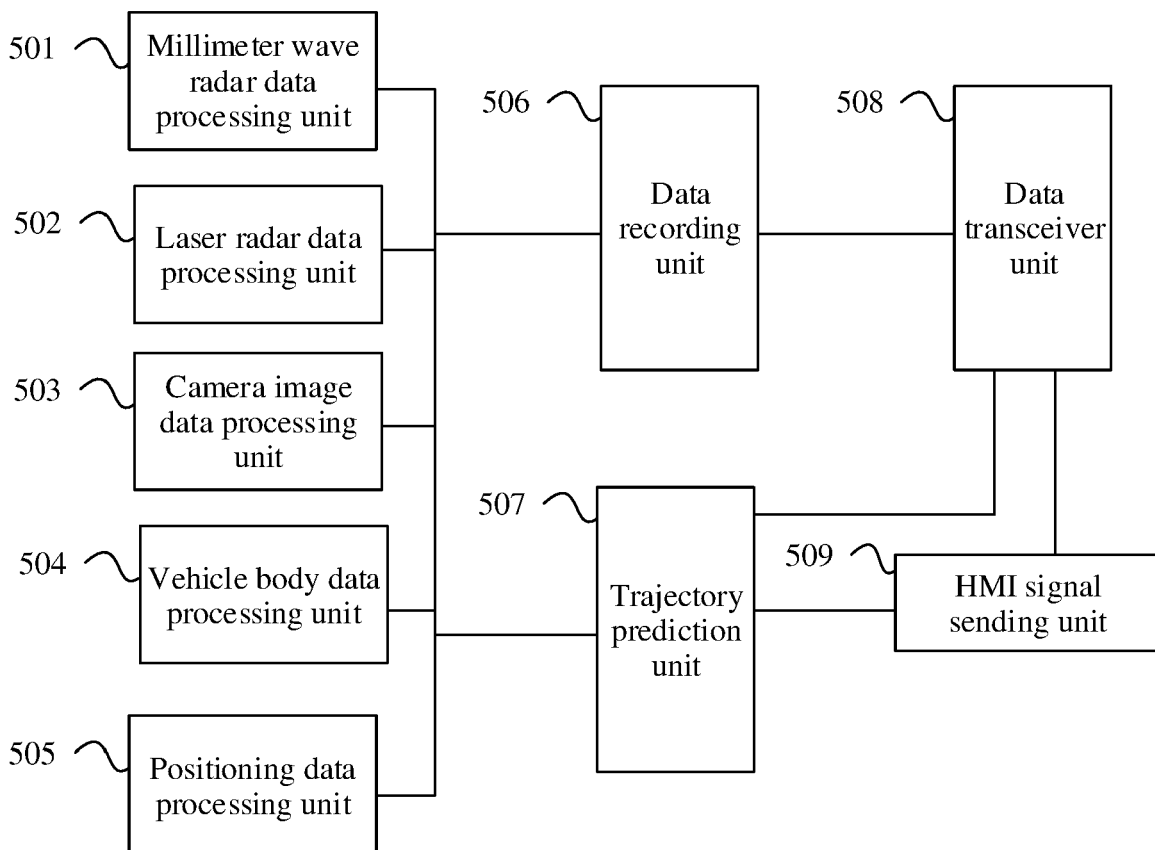 501
Millimeter wave
radar data
processing unit
502
Laser radar data
processing unit
503
Camera image
data processing
unit
504
Vehicle body data
processing unit
505
Positioning data
processing unit
506
Data
recording
unit
507
Trajectory
prediction
unit
508
Data
transceiver
unit
509
HMI signal
sending unit